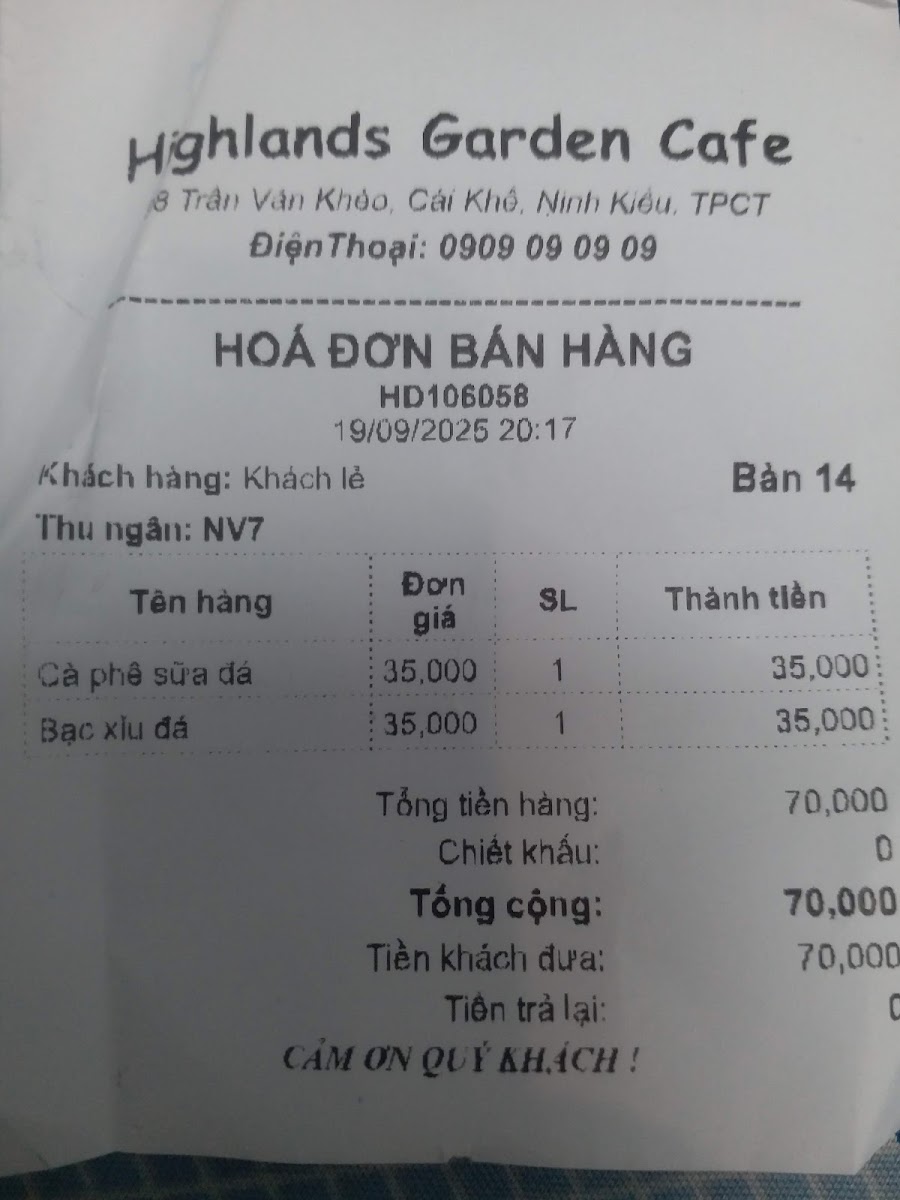 Highlands Garden Cafe
8 Trần Văn Khéo, Cái Khế, Ninh Kiều, TPCT
Điện Thoại: 0909 09 09 09
HOÁ ĐƠN BÁN HÀNG
HD106058
19/09/2025 20:17
Khách hàng: Khách lẻ Bàn 14
Thu ngân: NV7
Tên hàng Đơn giá SL Thành tiền
Cà phê sữa đá 35,000 1 35,000
Bạc xỉu đá 35,000 1 35,000
Tổng tiền hàng: 70,000
Chiết khấu: 0
Tổng cộng: 70,000
Tiền khách đưa: 70,000
Tiền trả lại: 0
CẢM ƠN QUÝ KHÁCH !